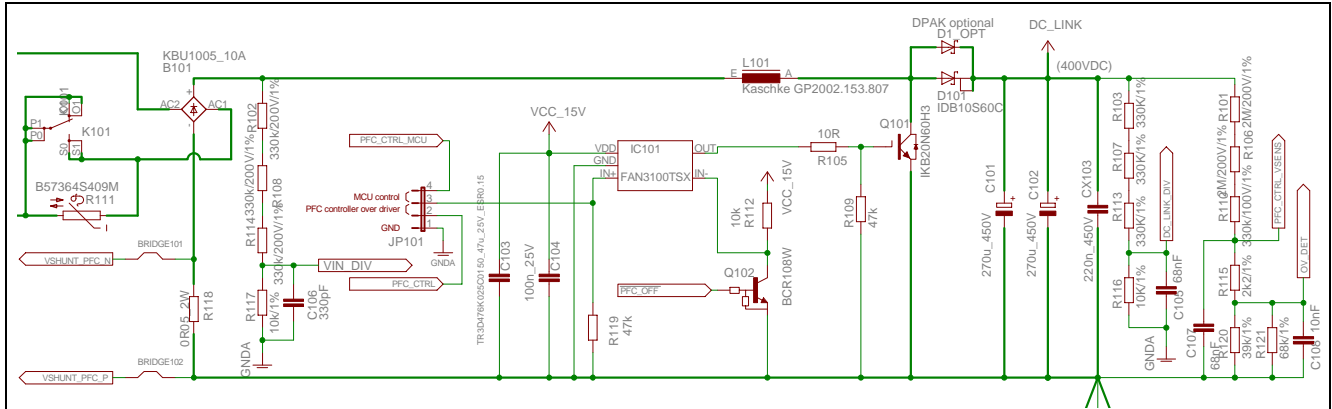 DPAK optional
D1_OPT
DC_LINK
KBU1005_10A
B101
(400VDC)
L101
E
A
Kaschke GP2002.153.807
D101
IDB10S60C
AC2
AC1
+
-
O1
P1
P0
K101
S0
S1
B57364S409M
R111
R102
330k/200V/1%
R108
330k/200V/1%
R114
330k/200V/1%
R117
10k/1%
C106
330pF
VIN_DIV
GNDA
PFC_CTRL_MCU
MCU control
PFC controller over driver
GND
4
3
2
1
JP101
GNDA
PFC_CTRL
VCC_15V
VDD
GND
IN+
IC101
FAN3100TSX
OUT
IN-
TR3D476K025C0150_47u_25V_ESR0.15
C103
100n_25V
C104
R119
47k
10R
R105
VCC_15V
10k
R112
R109
47k
Q101
IKB20N60H3
PFC_OFF
Q102
BCR108W
C101
270u_450V
C102
270u_450V
CX103
220n_450V
R103
330K/1%
R107
330K/1%
R113
330K/1%
R116
10K/1%
DC_LINK_DIV
C105
68nF
GNDA
R101
2M/200V/1%
R106
2M/200V/1%
R110
330k/100V/1%
R115
2k2/1%
PFC_CTRL_VSENS
OV_DET
C107
68nF
R120
39k/1%
R121
68k/1%
C108
10nF
VSHUNT_PFC_N
BRIDGE101
0R05_2W
R118
VSHUNT_PFC_P
BRIDGE102